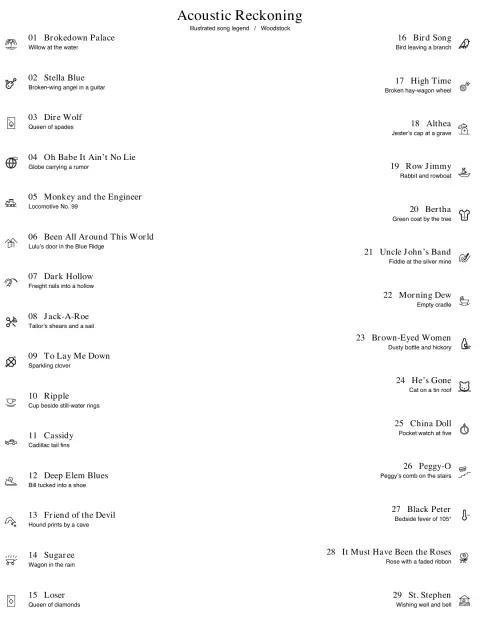 Acoustic Reckoning
Illustrated song legend / Woodstock
01 Brokedown Palace
Willow at the water
02 Stella Blue
Broken-wing angel in a guitar
03 Dire Wolf
Queen of spades
04 Oh Babe It Ain't No Lie
Globe carrying a rumor
05 Monkey and the Engineer
Locomotive No. 99
06 Been All Around This World
Lulu's door in the Blue Ridge
07 Dark Hollow
Freight rails into a hollow
08 Jack-A-Roe
Tailor's shears and a sail
09 To Lay Me Down
Sparkling clover
10 Ripple
Cup beside still-water rings
11 Cassidy
Cadillac tail fins
12 Deep Elem Blues
Bill tucked into a shoe
13 Friend of the Devil
Hound prints by a cave
14 Sugaree
Wagon in the rain
15 Loser
Queen of diamonds
16 Bird Song
Bird leaving a branch
17 High Time
Broken hay-wagon wheel
18 Althea
Jester's cap at a grave
19 Row Jimmy
Rabbit and rowboat
20 Bertha
Green coat by the tree
21 Uncle John's Band
Fiddle at the silver mine
22 Morning Dew
Empty cradle
23 Brown-Eyed Women
Dusty bottle and hickory
24 He's Gone
Cat on a tin roof
25 China Doll
Pocket watch at five
26 Peggy-O
Peggy's comb on the stairs
27 Black Peter
Bedside fever of 105°
28 It Must Have Been the Roses
Rose with a faded ribbon
29 St. Stephen
Wishing well and bell